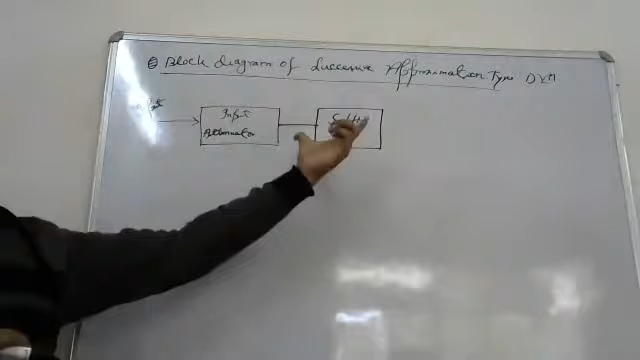 Block diagram of Successive Approximation Type DVM
Input
Input
Attenuator